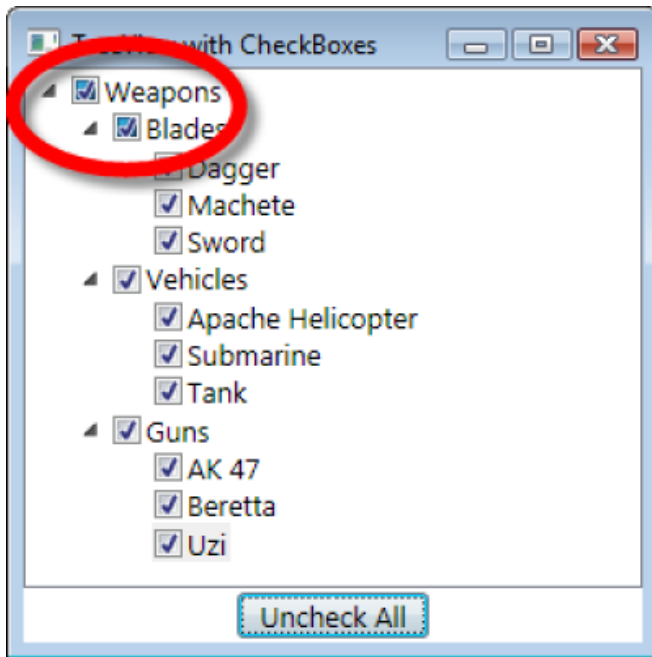 TreeView with CheckBoxes
Weapons
Blades
Dagger
Machete
Sword
Vehicles
Apache Helicopter
Submarine
Tank
Guns
AK 47
Beretta
Uzi
Uncheck All